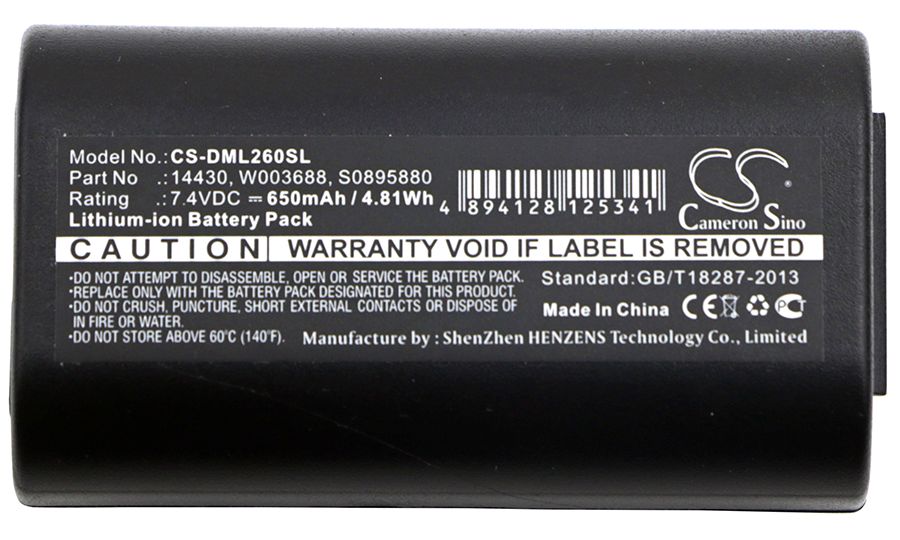 Model No.: CS-DML260SL
Part No .:14430, W003688, S0895880
Rating :7.4VDC ⎓ 650mAh / 4.81Wh
Lithium-ion Battery Pack
4 894128 125341
CS
Cameron Sino
CAUTION WARRANTY VOID IF LABEL IS REMOVED
*DO NOT ATTEMPT TO DISASSEMBLE, OPEN OR SERVICE THE BATTERY PACK.
*REPLACE ONLY WITH THE BATTERY PACK DESIGNATED FOR THIS PRODUCT.
*DO NOT CRUSH, PUNCTURE, SHORT EXTERNAL CONTACTS OR DISPOSE OF
IN FIRE OR WATER.
*DO NOT STORE ABOVE 60°C (140°F).
Standard:GB/T18287-2013
Made In China CE PCT
Manufacture by : ShenZhen HENZENS Technology Co., Limited